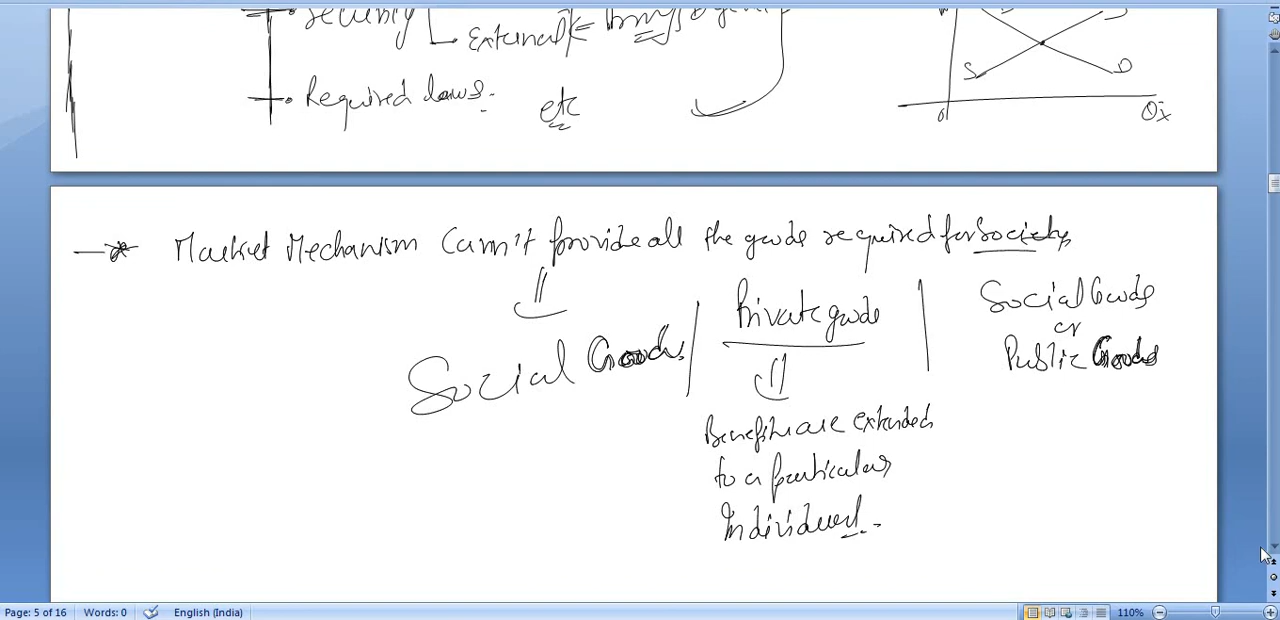 Security
External
Required laws.
etc
S
D
O
Qx
Market Mechanism Can't provide all the goods required for Society,
Social Goods
Private goods
Benefits are extended
to a particular
Individual.
Social Goods
or
Public Goods
Page: 5 of 16 Words: 0 English (India) 110%